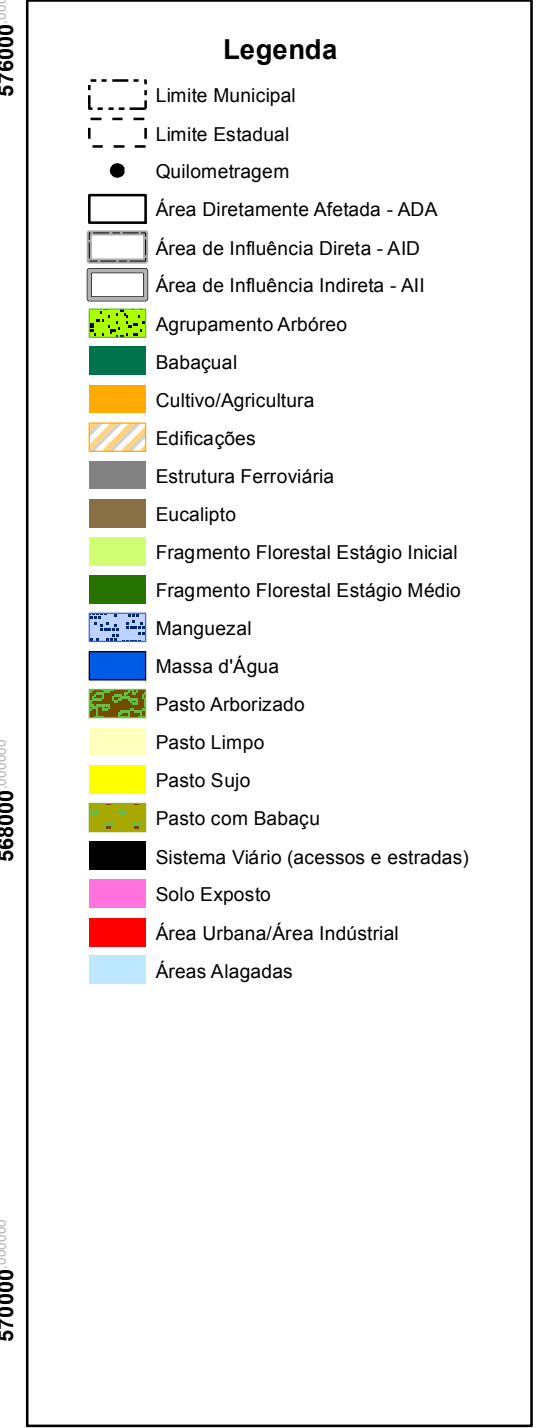 576000,000000
Legenda
Limite Municipal
Limite Estadual
Quilometragem
Área Diretamente Afetada - ADA
Área de Influência Direta - AID
Área de Influência Indireta - AII
Agrupamento Arbóreo
Babaçual
Cultivo/Agricultura
Edificações
Estrutura Ferroviária
Eucalipto
Fragmento Florestal Estágio Inicial
Fragmento Florestal Estágio Médio
Manguezal
Massa d'Água
Pasto Arborizado
Pasto Limpo
Pasto Sujo
Pasto com Babaçu
Sistema Viário (acessos e estradas)
Solo Exposto
Área Urbana/Área Indústrial
Áreas Alagadas
568000,000000
570000,000000